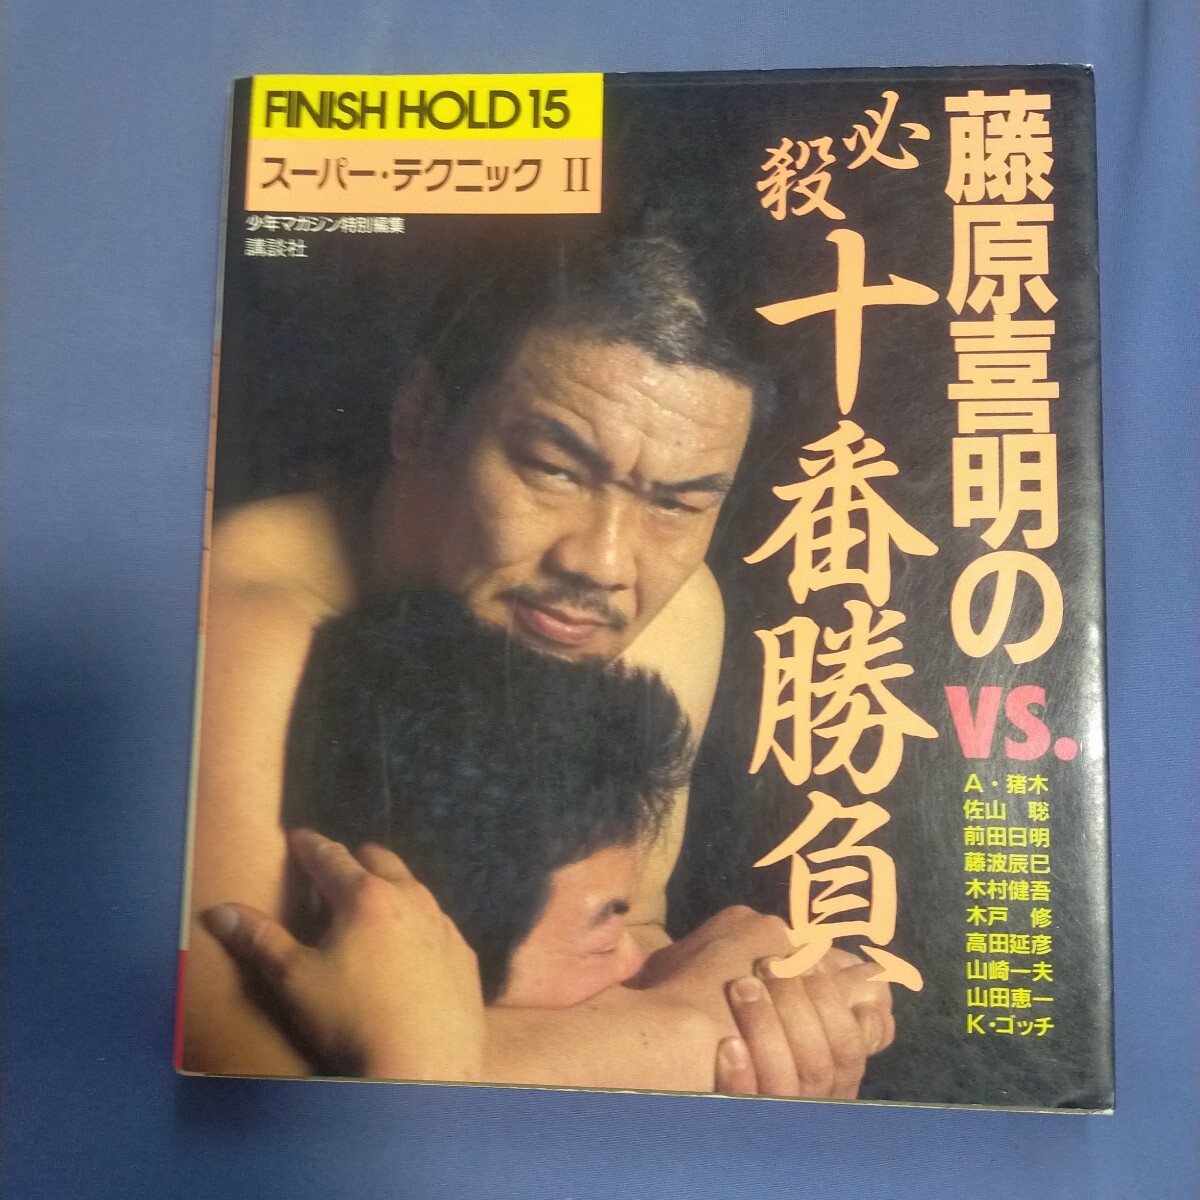 FINISH HOLD 15
スーパー・テクニック II
少年マガジン特別編集
講談社
藤原喜明の
必殺
十番勝負
VS.
A・猪木
佐山 聡
前田日明
藤波辰巳
木村健吾
木戸 修
高田延彦
山崎一夫
山田恵一
K・ゴッチ